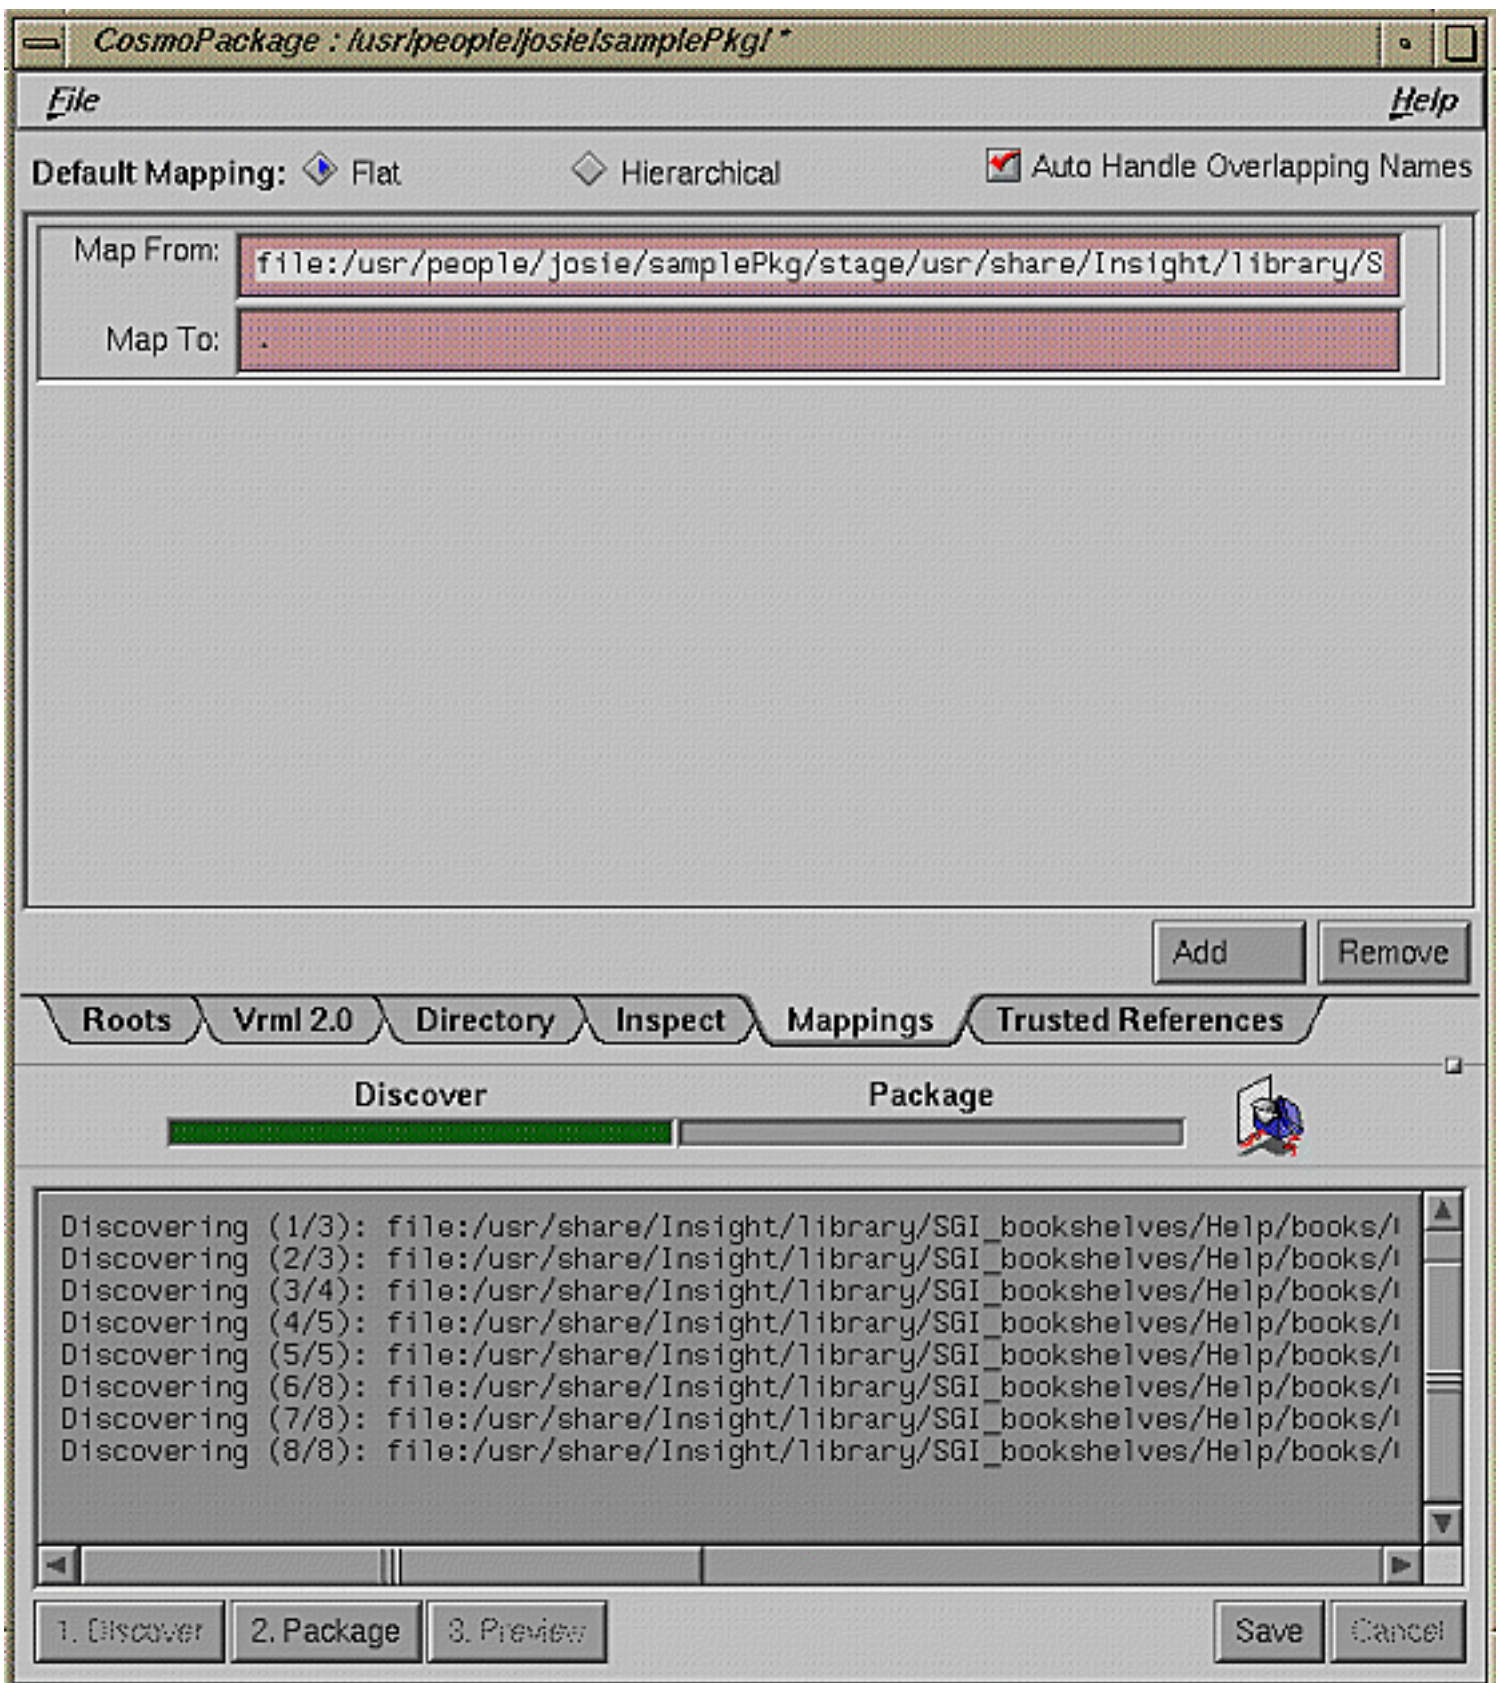 CosmoPackage : /usr/people/josie/samplePkg/ *
File Help
Default Mapping: Flat Hierarchical Auto Handle Overlapping Names
Map From: file:/usr/people/josie/samplePkg/stage/usr/share/Insight/library/S
Map To: .
Add Remove
Roots Vrml 2.0 Directory Inspect Mappings Trusted References
Discover Package
Discovering (1/3): file:/usr/share/Insight/library/SGI_bookshelves/Help/books/
Discovering (2/3): file:/usr/share/Insight/library/SGI_bookshelves/Help/books/
Discovering (3/4): file:/usr/share/Insight/library/SGI_bookshelves/Help/books/
Discovering (4/5): file:/usr/share/Insight/library/SGI_bookshelves/Help/books/
Discovering (5/5): file:/usr/share/Insight/library/SGI_bookshelves/Help/books/
Discovering (6/8): file:/usr/share/Insight/library/SGI_bookshelves/Help/books/
Discovering (7/8): file:/usr/share/Insight/library/SGI_bookshelves/Help/books/
Discovering (8/8): file:/usr/share/Insight/library/SGI_bookshelves/Help/books/
1. Discover 2. Package 3. Preview Save Cancel